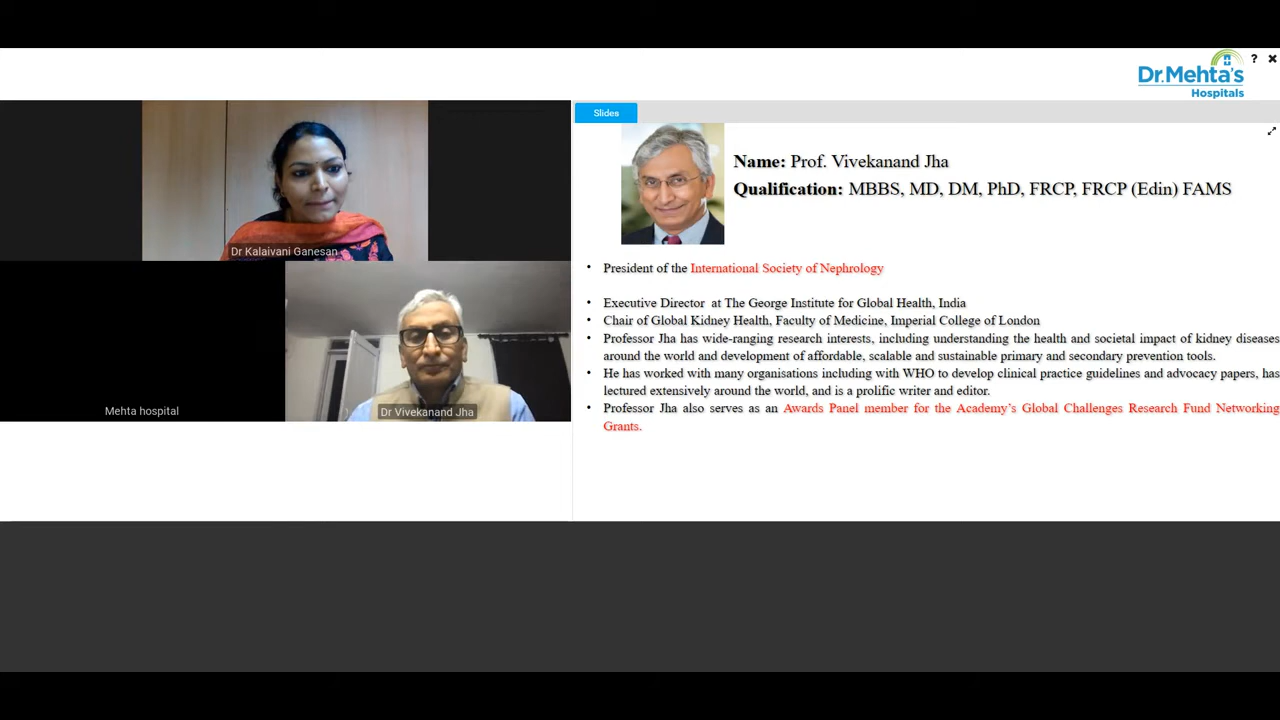 Dr.Mehta's
Hospitals
? ✖
Slides
Dr Kalaivani Ganesan
Mehta hospital
Dr Vivekanand Jha
Name: Prof. Vivekanand Jha
Qualification: MBBS, MD, DM, PhD, FRCP, FRCP (Edin) FAMS
• President of the International Society of Nephrology
• Executive Director at The George Institute for Global Health, India
• Chair of Global Kidney Health, Faculty of Medicine, Imperial College of London
• Professor Jha has wide-ranging research interests, including understanding the health and societal impact of kidney diseases
around the world and development of affordable, scalable and sustainable primary and secondary prevention tools.
• He has worked with many organisations including with WHO to develop clinical practice guidelines and advocacy papers, has
lectured extensively around the world, and is a prolific writer and editor.
• Professor Jha also serves as an Awards Panel member for the Academy's Global Challenges Research Fund Networking
Grants.